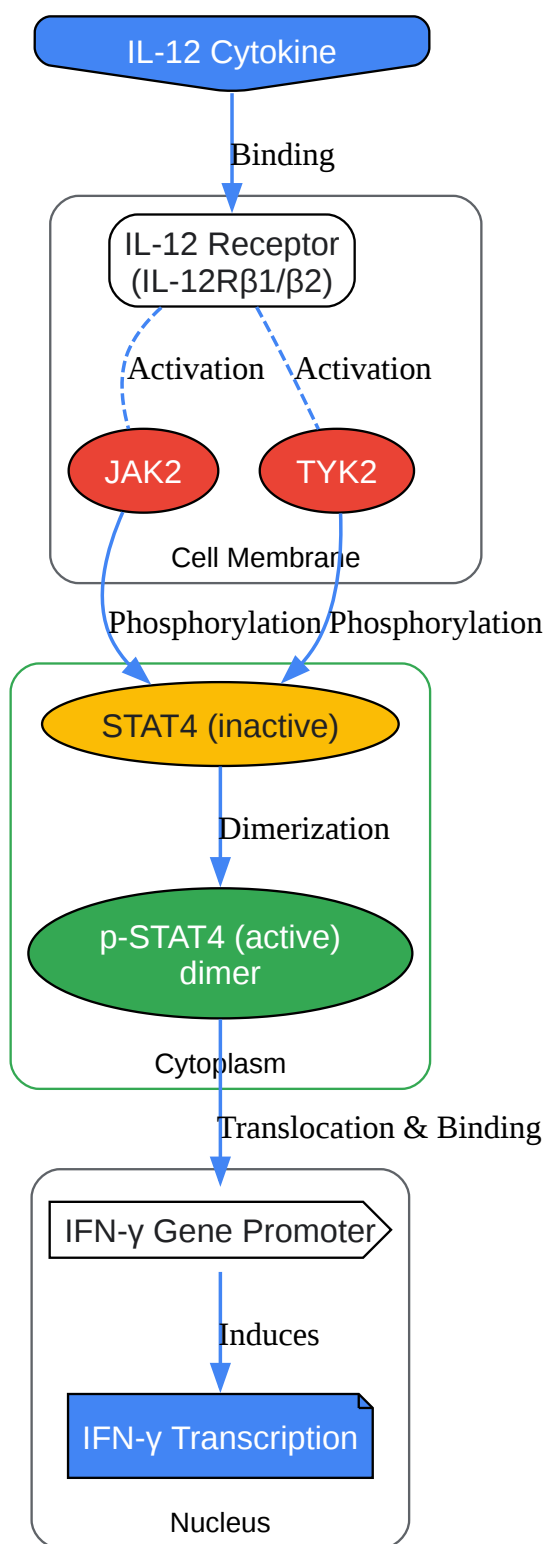 IL-12 Cytokine
Binding
IL-12 Receptor
(IL-12Rβ1/β2)
Activation
Activation
JAK2
TYK2
Cell Membrane
Phosphorylation
Phosphorylation
STAT4 (inactive)
Dimerization
p-STAT4 (active)
dimer
Cytoplasm
Translocation & Binding
IFN-γ Gene Promoter
Induces
IFN-γ Transcription
Nucleus